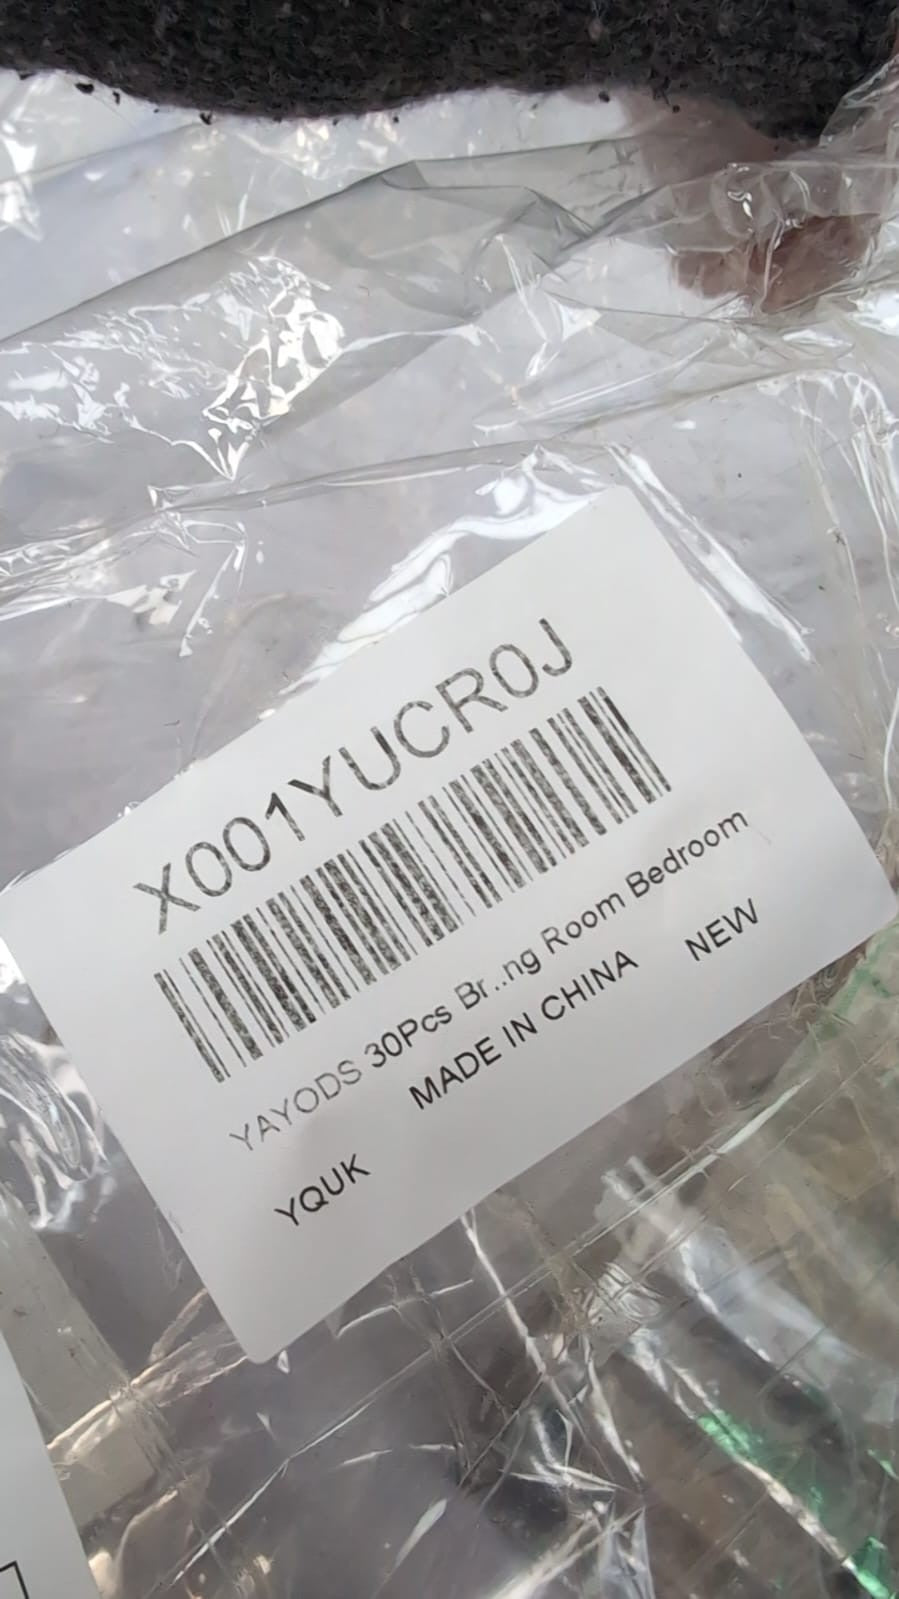 X001YUCR0J
YAYODS 30Pcs Br..ng Room Bedroom
MADE IN CHINA NEW
YQUK